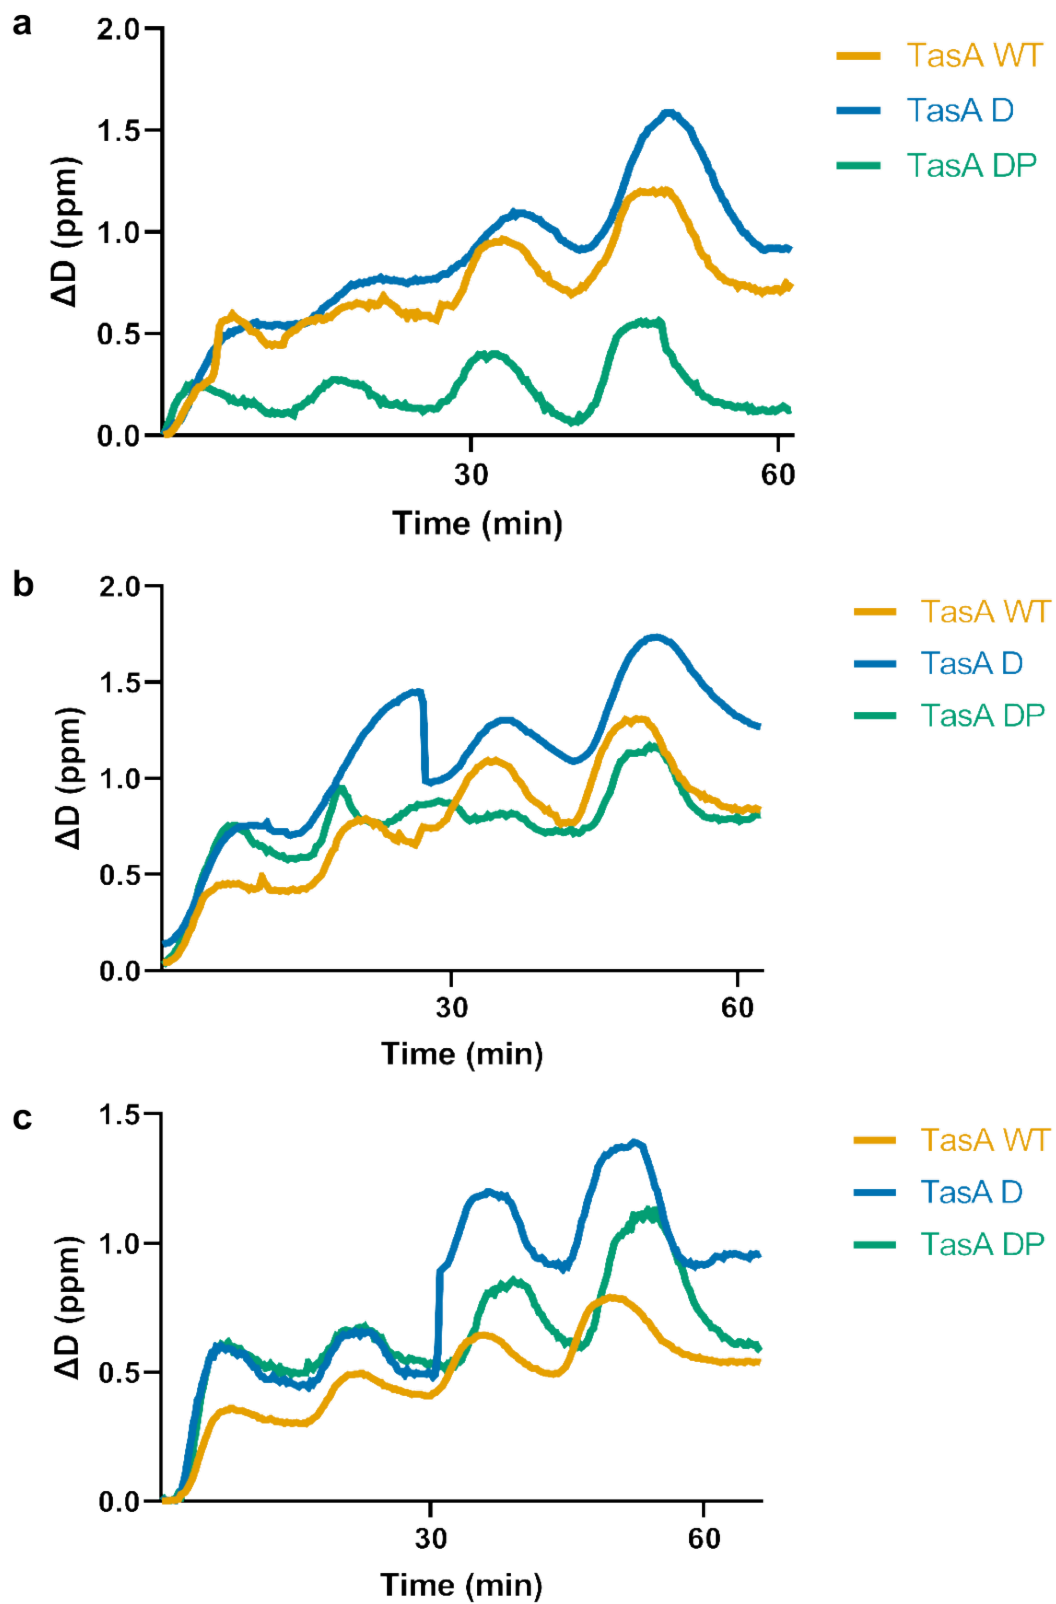 a
2.0
1.5
1.0
0.5
0.0
ΔD (ppm)
30
60
Time (min)
TasA WT
TasA D
TasA DP
b
2.0
1.5
1.0
0.5
0.0
ΔD (ppm)
30
60
Time (min)
TasA WT
TasA D
TasA DP
c
1.5
1.0
0.5
0.0
ΔD (ppm)
30
60
Time (min)
TasA WT
TasA D
TasA DP